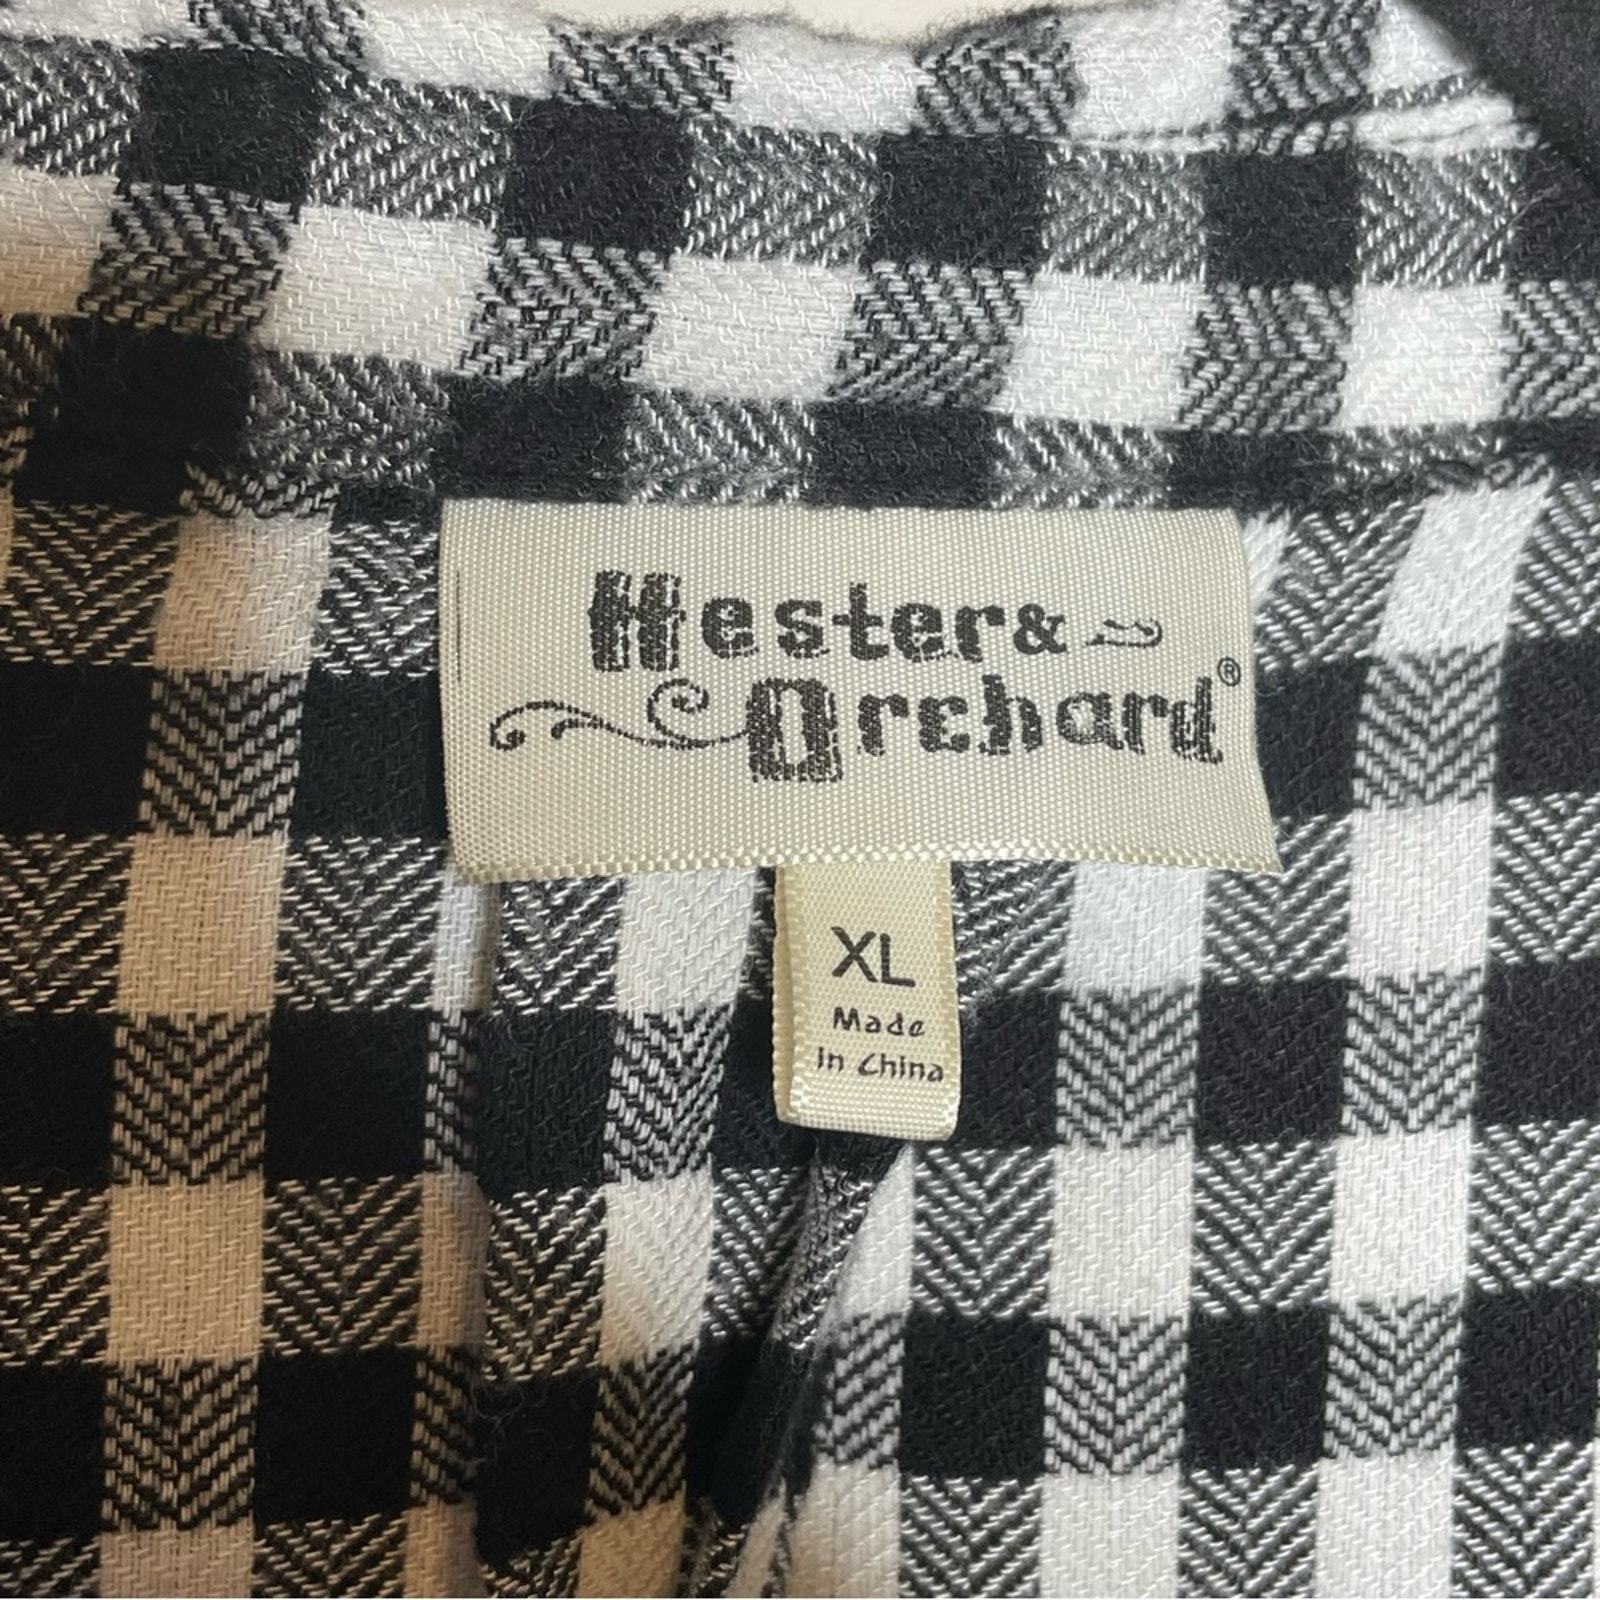 Hester &
Orchard®
XL
Made
in China